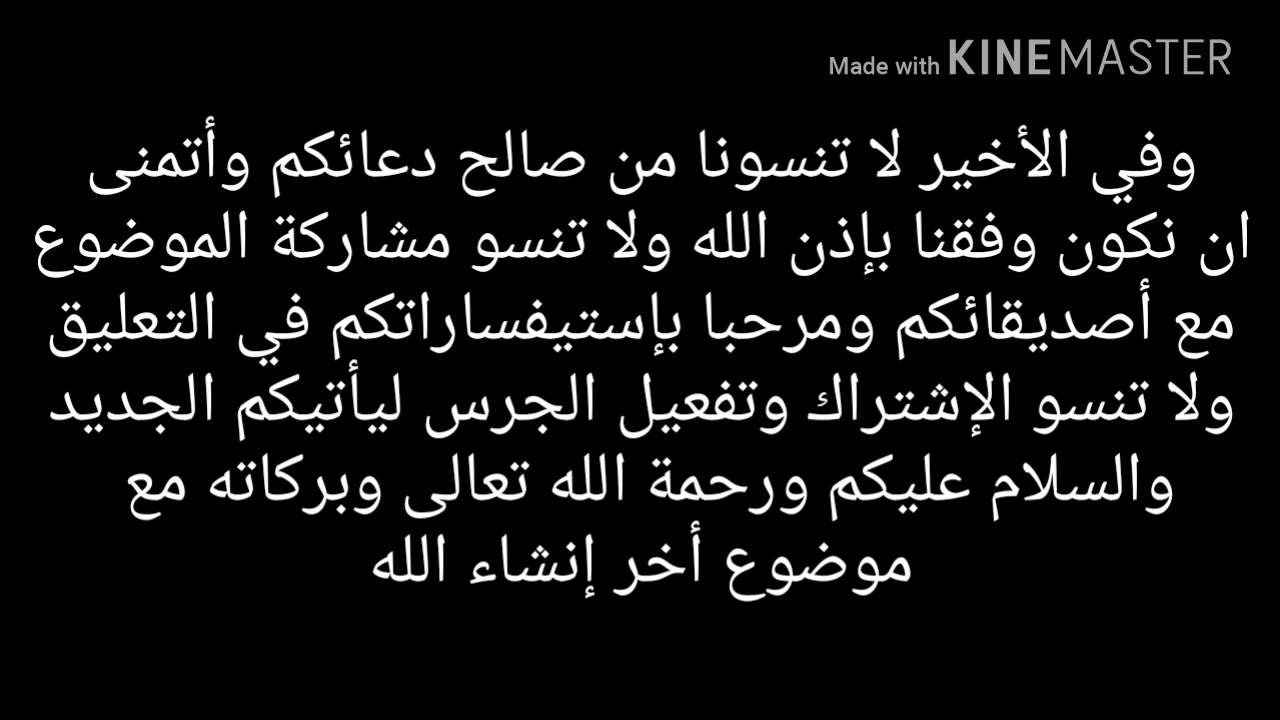 Made with KINEMASTER
وفي الأخير لا تنسونا من صالح دعائكم وأتمنى
ان نكون وفقنا بإذن الله ولا تنسو مشاركة الموضوع
مع أصديقائكم ومرحبا بإستيفساراتكم في التعليق
ولا تنسو الإشتراك وتفعيل الجرس ليأتيكم الجديد
والسلام عليكم ورحمة الله تعالى وبركاته مع
موضوع أخر إنشاء الله